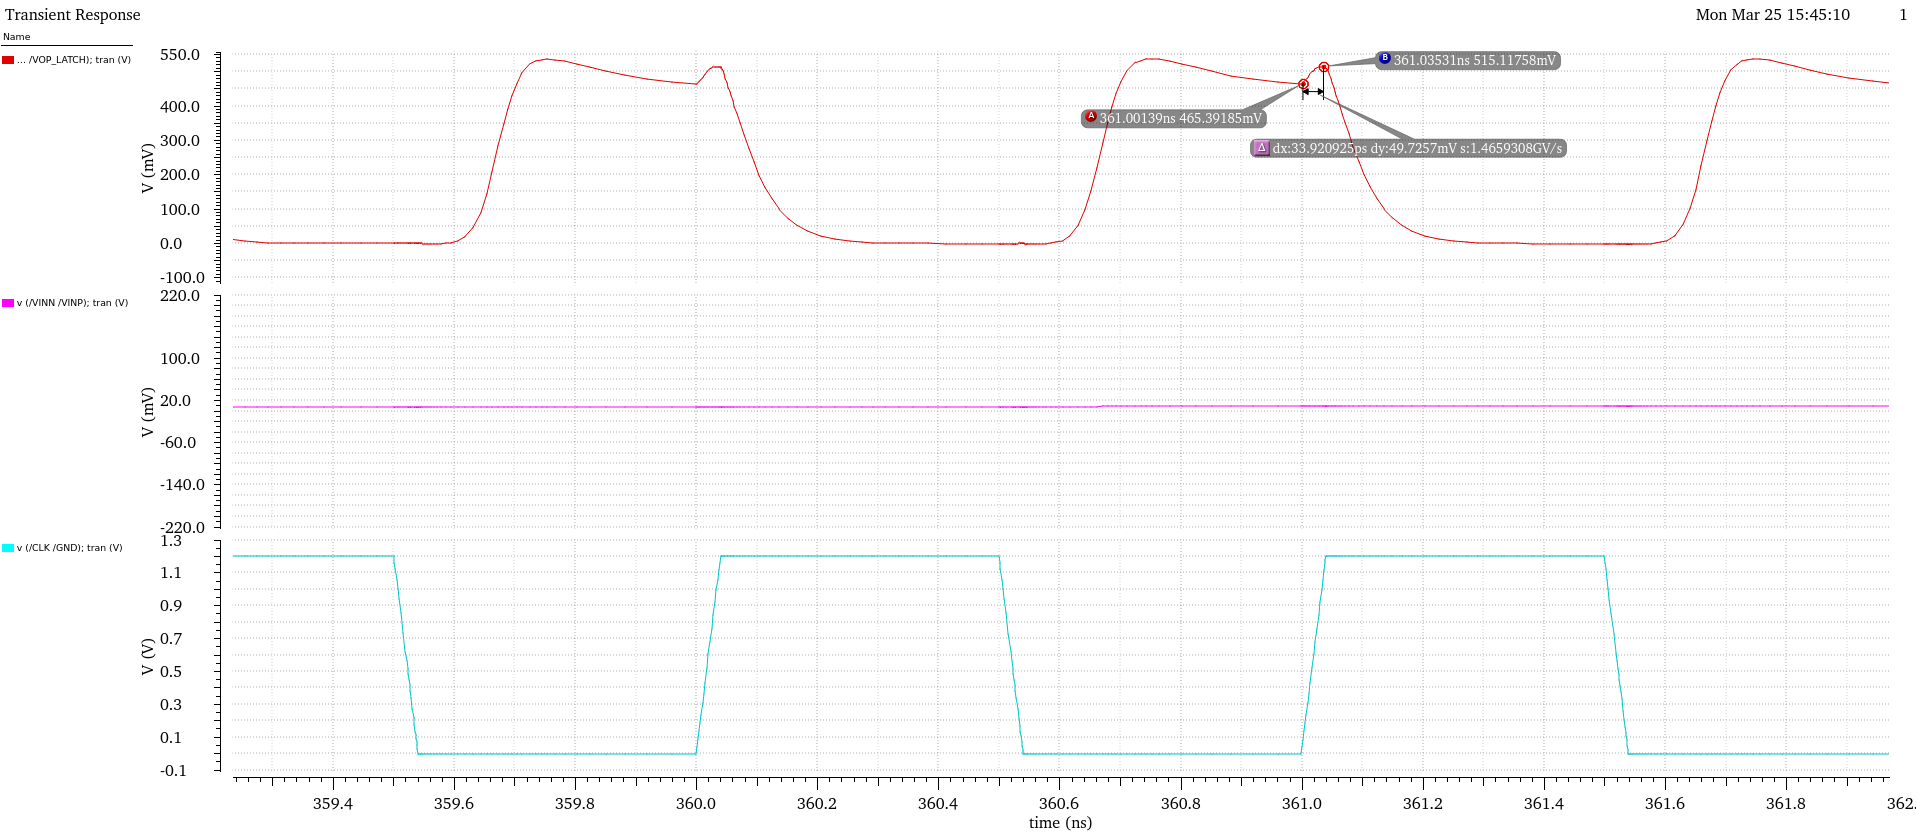 Transient Response
Mon Mar 25 15:45:10 1
Name
... /VOP_LATCH); tran (V)
550.0
400.0
300.0
200.0
100.0
0.0
-100.0
V (mV)
B 361.03531ns 515.11758mV
A 361.00139ns 465.39185mV
Δ dx:33.920925ps dy:49.7257mV s:1.4659308GV/s
v (/VINN /VINP); tran (V)
220.0
100.0
20.0
-60.0
-140.0
-220.0
V (mV)
v (/CLK /GND); tran (V)
1.3
1.1
0.9
0.7
0.5
0.3
0.1
-0.1
V (V)
359.4 359.6 359.8 360.0 360.2 360.4 360.6 360.8 361.0 361.2 361.4 361.6 361.8 362.
time (ns)